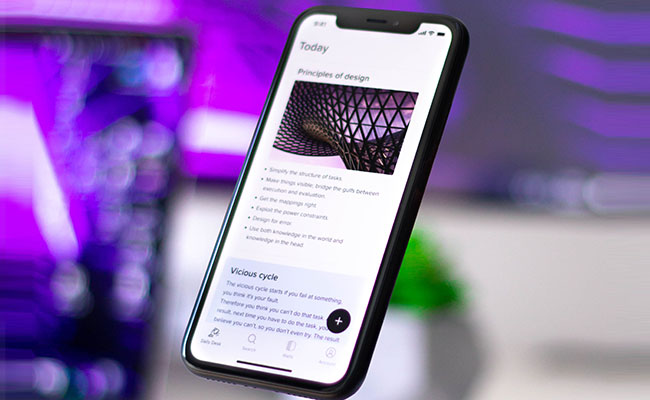 9:41
Today
Principles of design
• Simplify the structure of tasks.
• Make things visible: bridge the gulfs between
execution and evaluation.
• Get the mappings right.
• Exploit the power constraints.
• Design for error.
• Use both knowledge in the world and
knowledge in the head.
Vicious cycle
The vicious cycle starts if you fail at something,
you think it's your fault.
Therefore you think you can't do that task
result, next time you have to do the task, you
believe you can't, so you don't even try. The result
Daily Desk
Search
Account